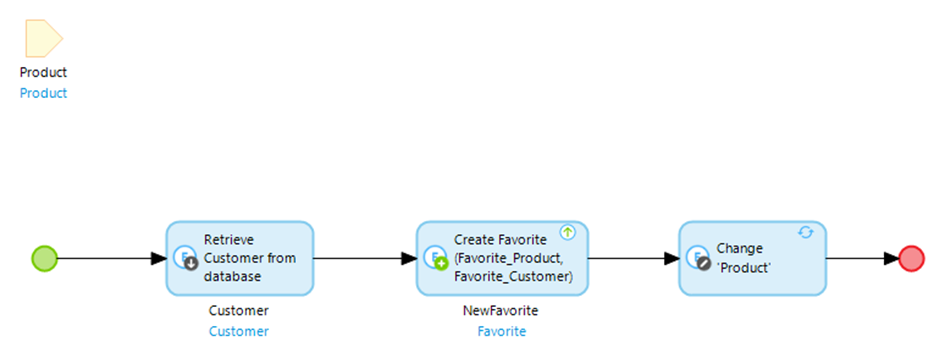 Product
Product
Retrieve
Customer from
database
Customer
Customer
Create Favorite
(Favorite_Product,
Favorite_Customer)
NewFavorite
Favorite
Change
'Product'